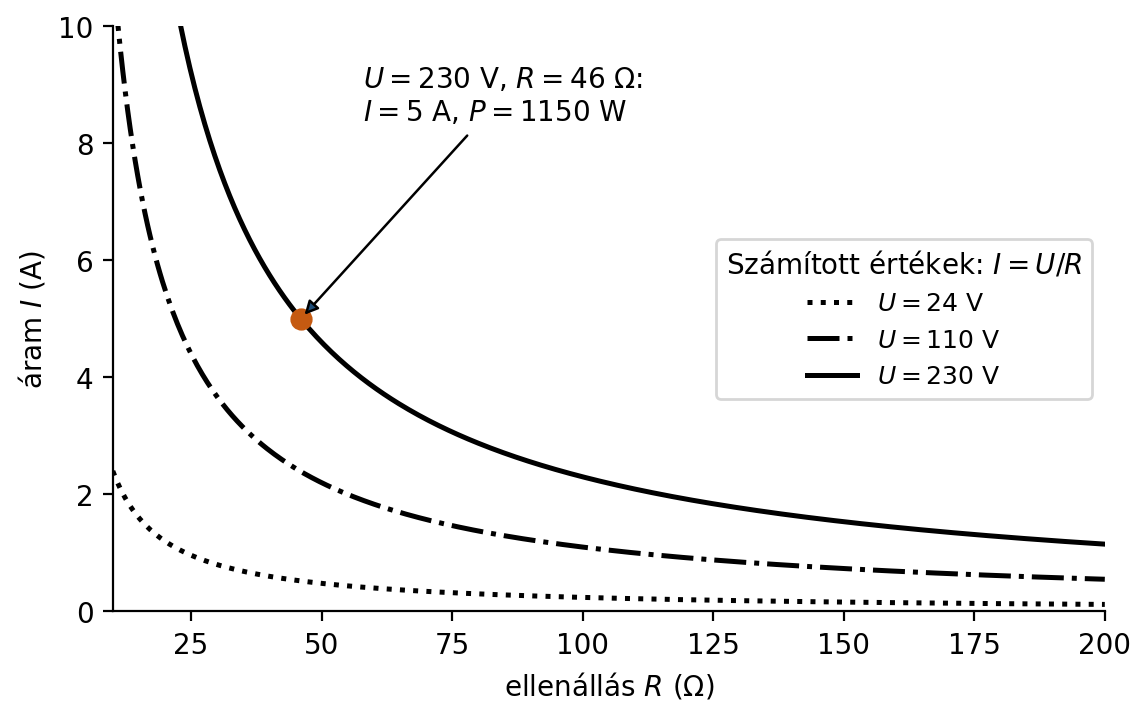 10
8
6
4
2
0
áram I (A)
U = 230 V, R = 46 Ω:
I = 5 A, P = 1150 W
Számított értékek: I = U/R
U = 24 V
U = 110 V
U = 230 V
25 50 75 100 125 150 175 200
ellenállás R (Ω)